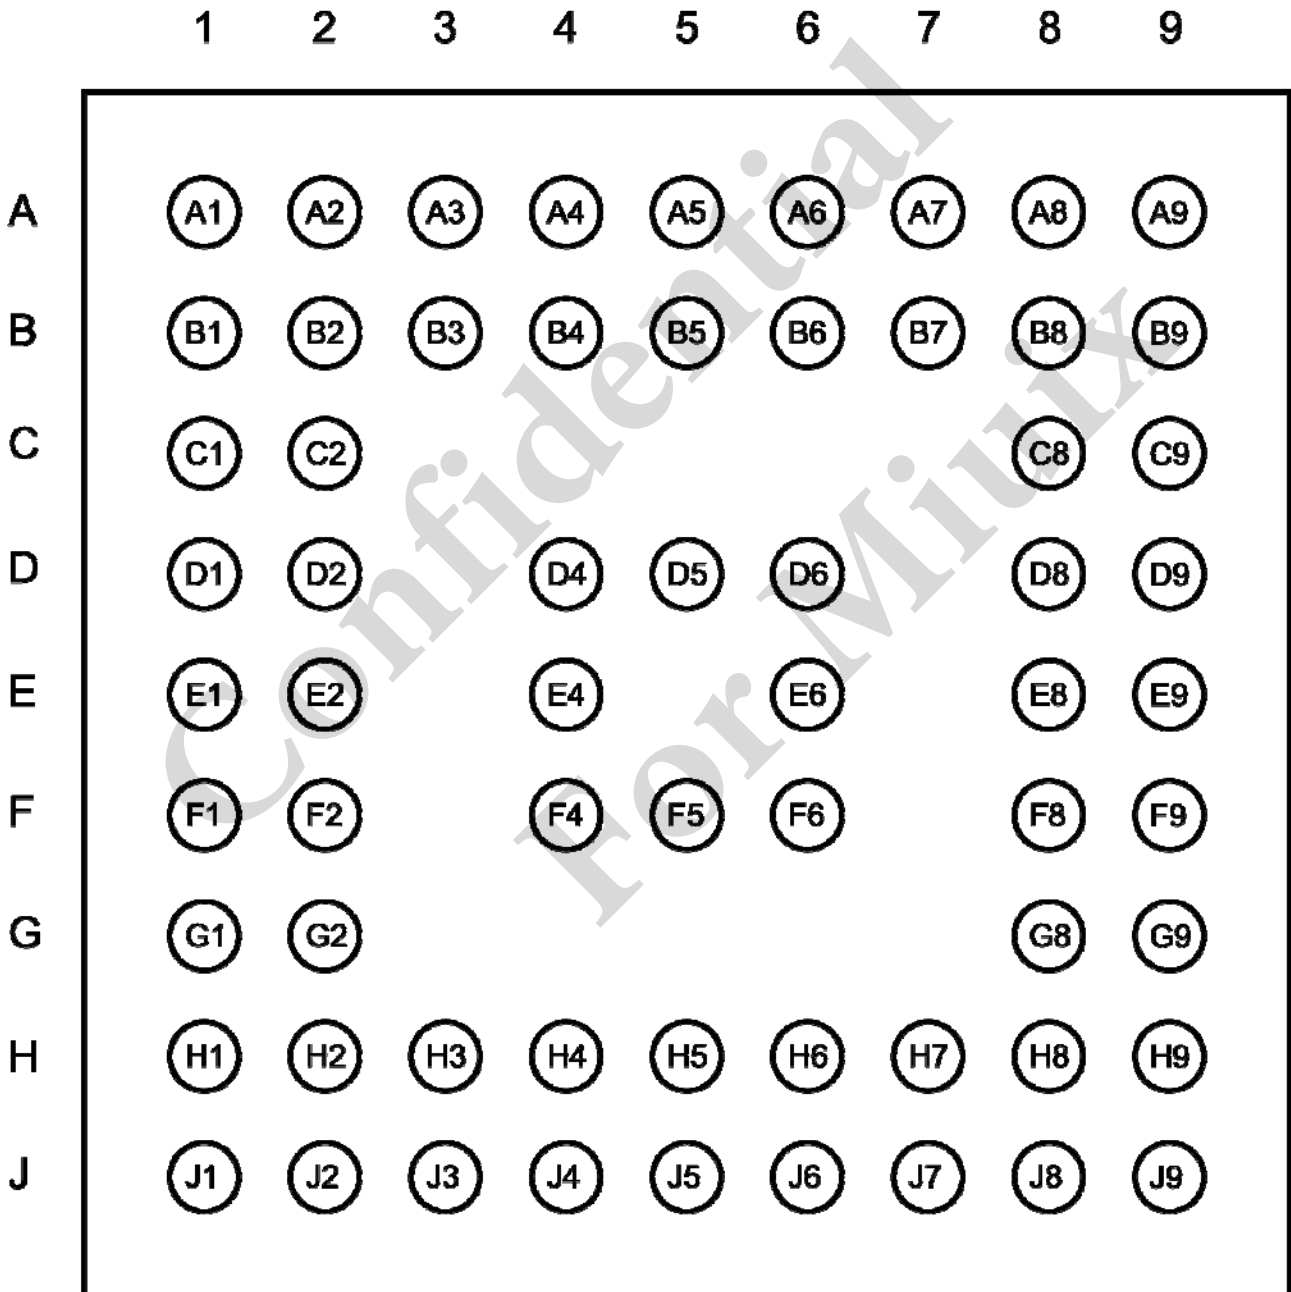 1 2 3 4 5 6 7 8 9
A A1 A2 A3 A4 A5 A6 A7 A8 A9
B B1 B2 B3 B4 B5 B6 B7 B8 B9
C C1 C2 C8 C9
D D1 D2 D4 D5 D6 D8 D9
E E1 E2 E4 E6 E8 E9
F F1 F2 F4 F5 F6 F8 F9
G G1 G2 G8 G9
H H1 H2 H3 H4 H5 H6 H7 H8 H9
J J1 J2 J3 J4 J5 J6 J7 J8 J9
Confidential
For Miuix